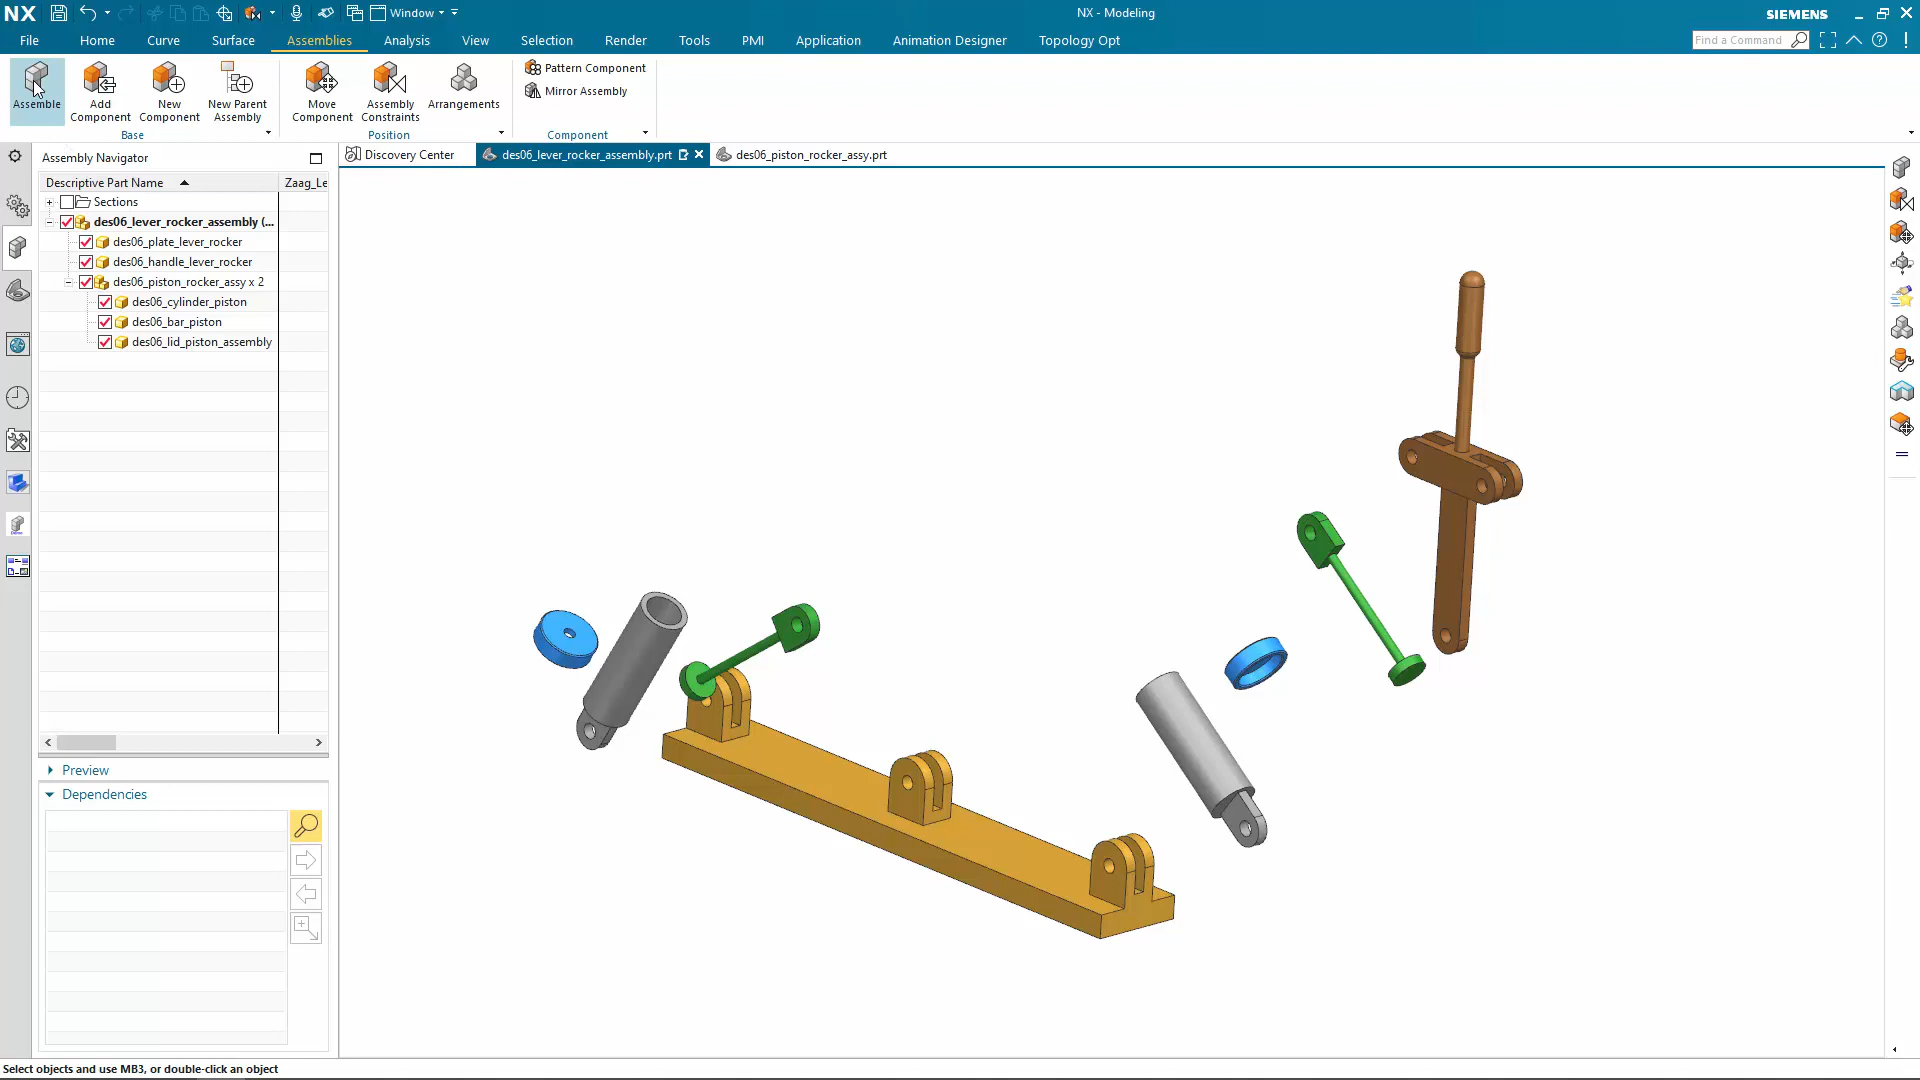 NX
Window
NX - Modeling
SIEMENS
File
Home
Curve
Surface
Assemblies
Analysis
View
Selection
Render
Tools
PMI
Application
Animation Designer
Topology Opt
Find a Command
Assemble
Add
Component
New
Component
New Parent
Assembly
Base
Move
Component
Assembly
Constraints
Arrangements
Position
Pattern Component
Mirror Assembly
Component
Assembly Navigator
Discovery Center
des06_lever_rocker_assembly.prt
des06_piston_rocker_assy.prt
Descriptive Part Name
Zaag_Le
Sections
des06_lever_rocker_assembly (...
des06_plate_lever_rocker
des06_handle_lever_rocker
des06_piston_rocker_assy x 2
des06_cylinder_piston
des06_bar_piston
des06_lid_piston_assembly
Preview
Dependencies
Select objects and use MB3, or double-click an object